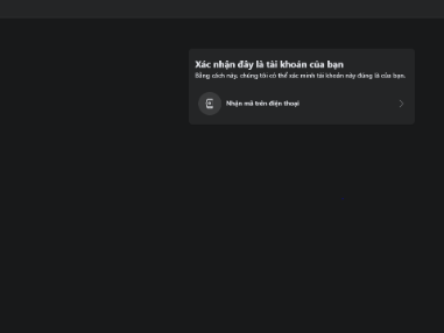 Xác nhận đây là tài khoản của bạn
Bằng cách này, chúng tôi có thể xác minh tài khoản này đúng là của bạn.
Nhận mã trên điện thoại